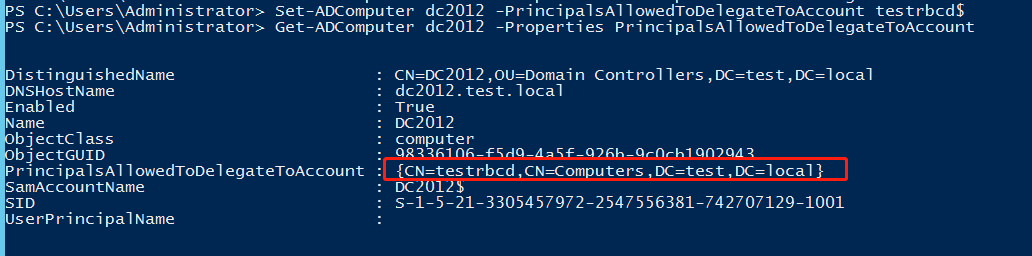 PS C:\Users\Administrator> Set-ADComputer dc2012 -PrincipalsAllowedToDelegateToAccount testrbcd$
PS C:\Users\Administrator> Get-ADComputer dc2012 -Properties PrincipalsAllowedToDelegateToAccount
DistinguishedName : CN=DC2012,OU=Domain Controllers,DC=test,DC=local
DNSHostName : dc2012.test.local
Enabled : True
Name : DC2012
ObjectClass : computer
ObjectGUID : 98336106-f5d9-4a5f-926b-9c0cb1902943
PrincipalsAllowedToDelegateToAccount : {CN=testrbcd,CN=Computers,DC=test,DC=local}
SamAccountName : DC2012$
SID : S-1-5-21-3305457972-2547556381-742707129-1001
UserPrincipalName :